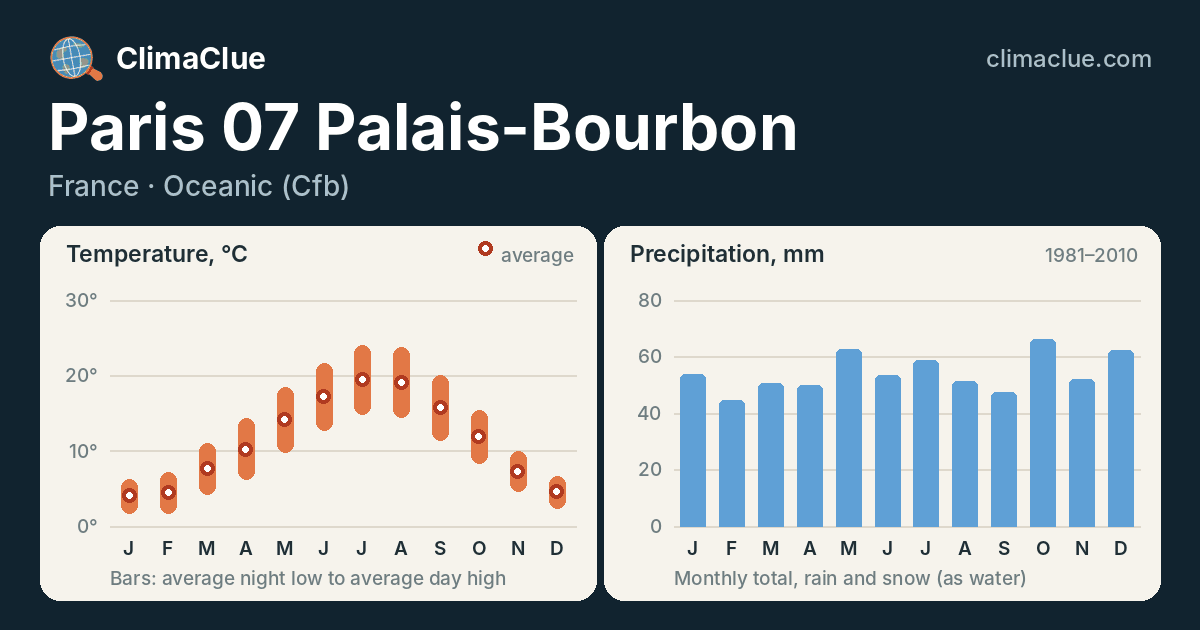 ClimaClue
climaclue.com
Paris 07 Palais-Bourbon
France · Oceanic (Cfb)
Temperature, °C
average
30°
20°
10°
0°
J F M A M J J A S O N D
Bars: average night low to average day high
Precipitation, mm
1981–2010
80
60
40
20
0
J F M A M J J A S O N D
Monthly total, rain and snow (as water)